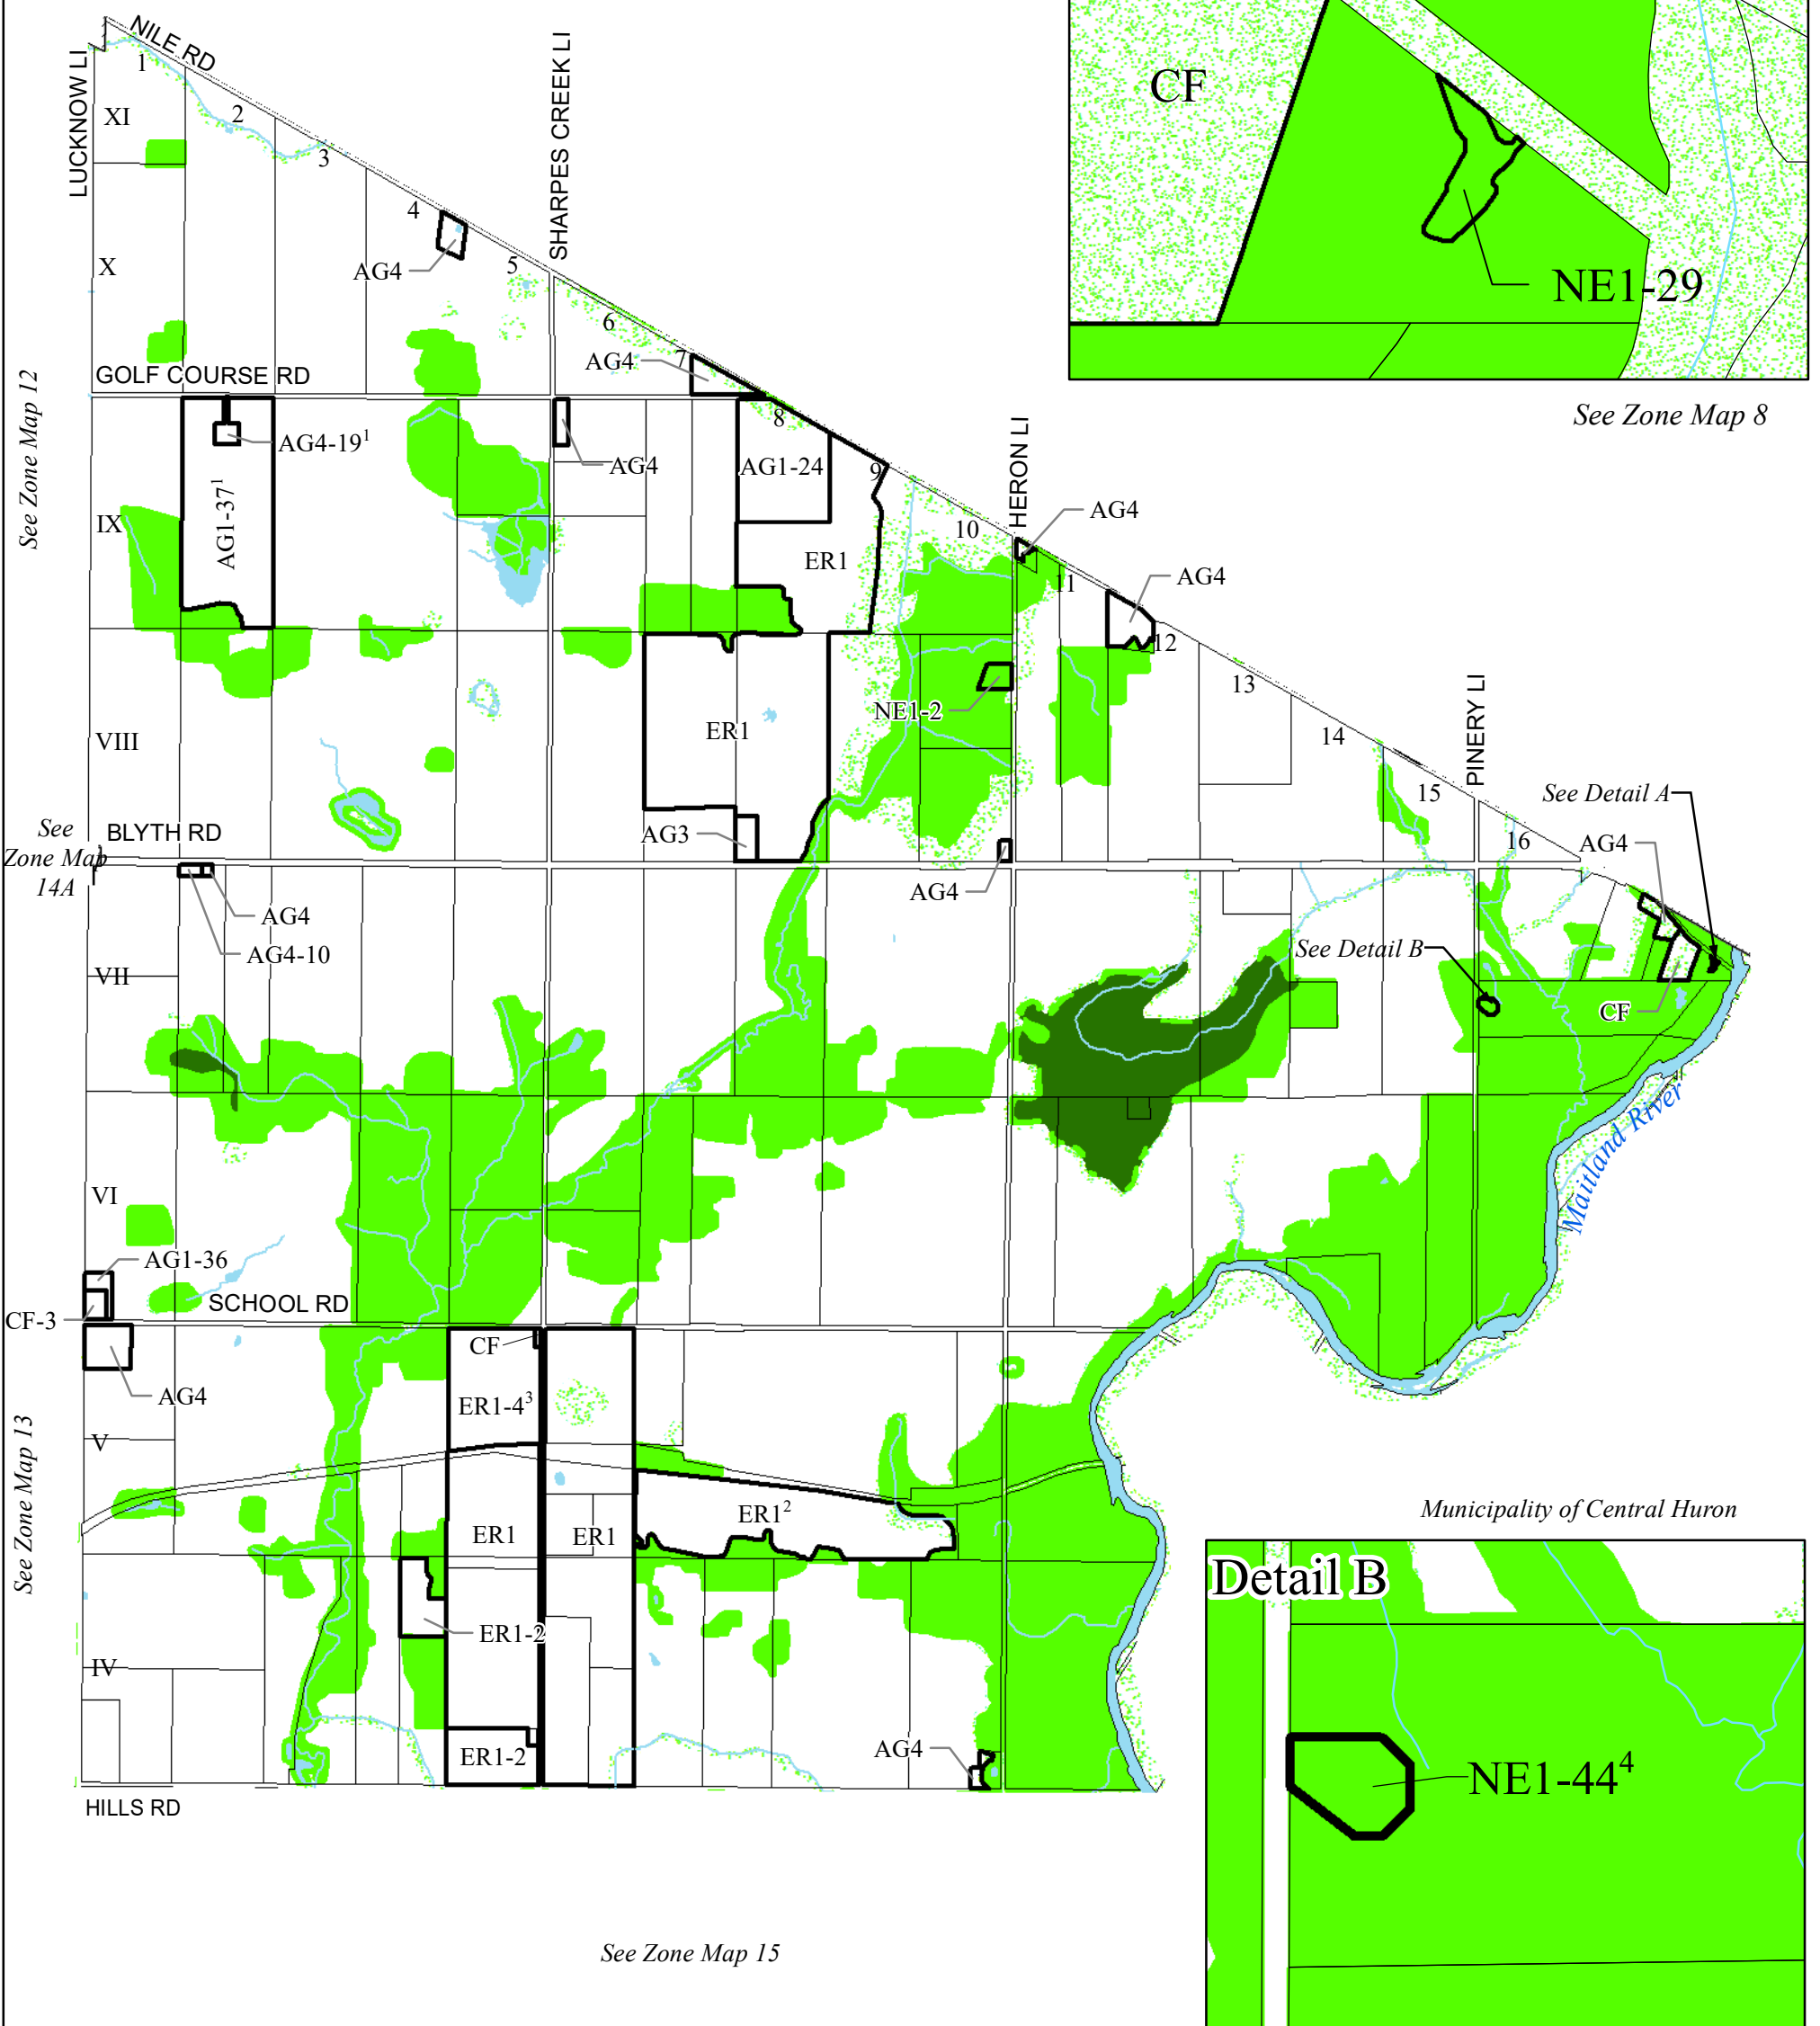 NILE RD
LUCKNOW LI
SHARPES CREEK LI
CF
1
XI
2
3
4
NE1-29
5
X
AG4
6
7
AG4
GOLF COURSE RD
See Zone Map 12
See Zone Map 8
8
AG4-19¹
AG4
AG1-24
9
HERON LI
AG1-37¹
IX
10
AG4
ER1
11
AG4
12
13
NE1-2
PINERY LI
ER1
VIII
14
15
See Detail A
See
Zone Map
14A
BLYTH RD
AG3
16
AG4
AG4
AG4
AG4-10
See Detail B
VII
CF
Maitland River
VI
AG1-36
SCHOOL RD
CF-3
CF
AG4
ER1-4³
V
See Zone Map 13
ER1²
Municipality of Central Huron
ER1
ER1
Detail B
ER1-2
IV
AG4
ER1-2
NE1-44⁴
HILLS RD
See Zone Map 15